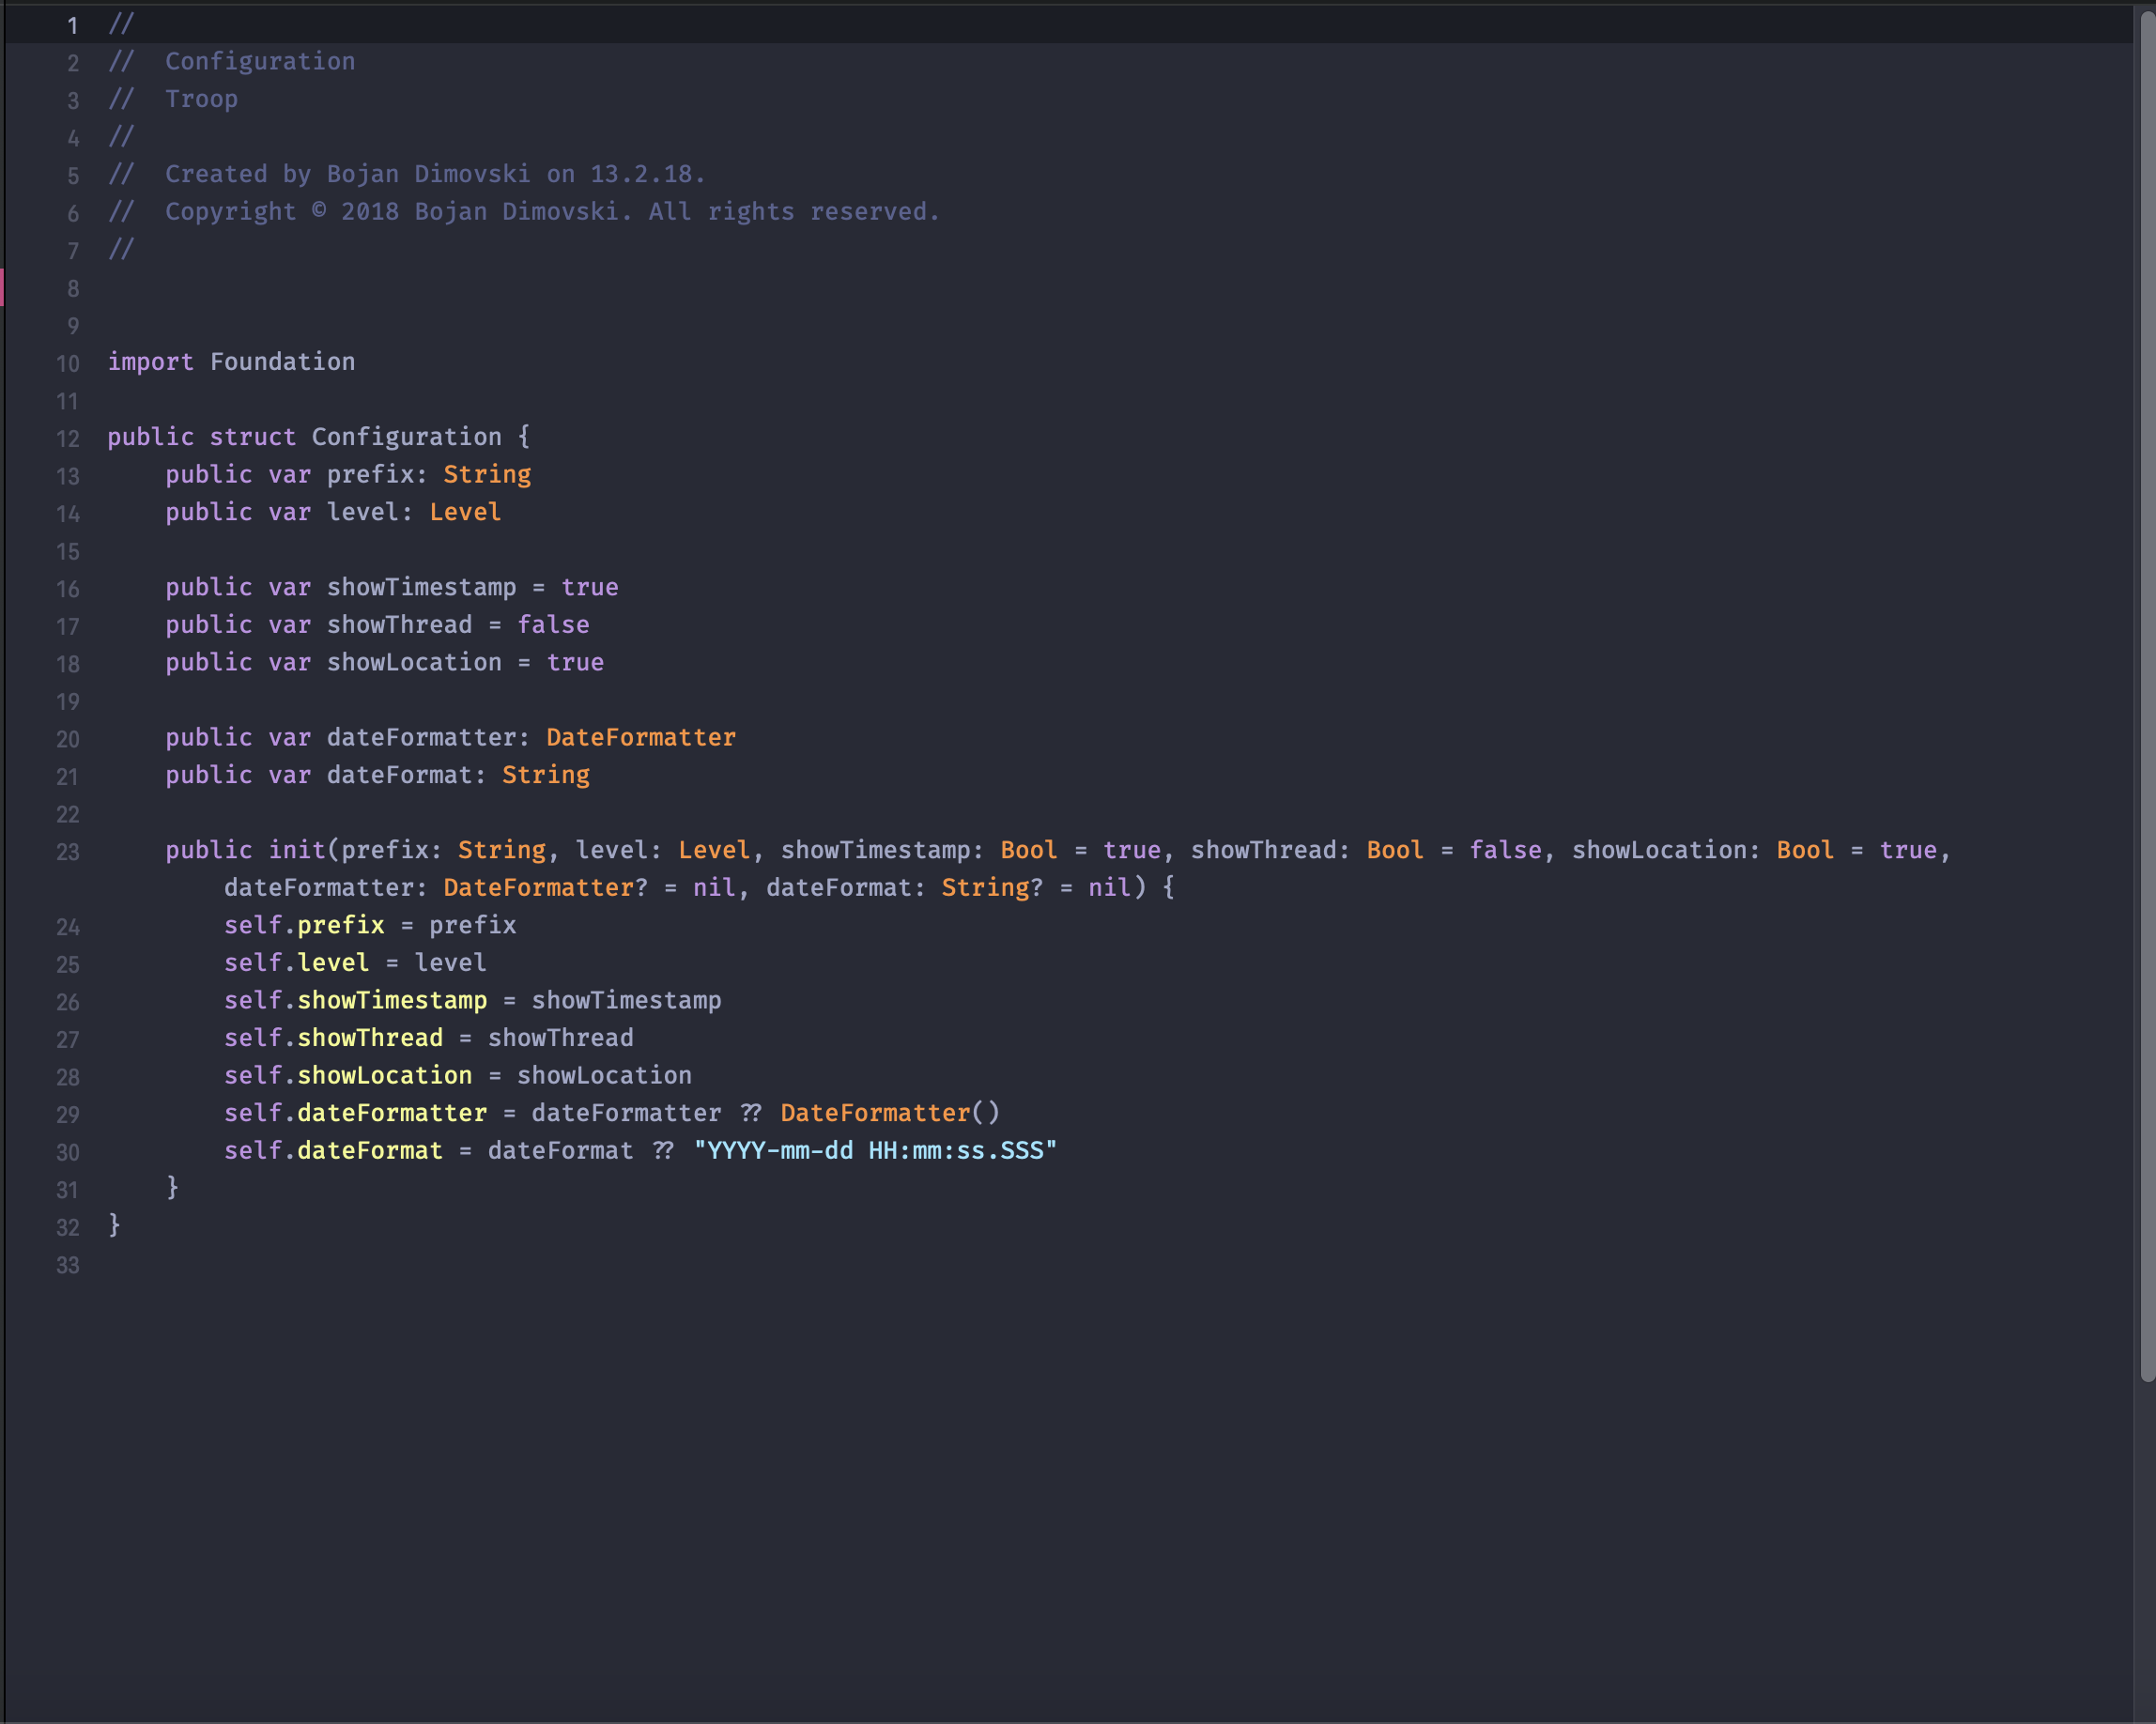 1 //
2 //  Configuration
3 //  Troop
4 //
5 //  Created by Bojan Dimovski on 13.2.18.
6 //  Copyright © 2018 Bojan Dimovski. All rights reserved.
7 //
8
9
10 import Foundation
11
12 public struct Configuration {
13     public var prefix: String
14     public var level: Level
15
16     public var showTimestamp = true
17     public var showThread = false
18     public var showLocation = true
19
20     public var dateFormatter: DateFormatter
21     public var dateFormat: String
22
23     public init(prefix: String, level: Level, showTimestamp: Bool = true, showThread: Bool = false, showLocation: Bool = true,
        dateFormatter: DateFormatter? = nil, dateFormat: String? = nil) {
24         self.prefix = prefix
25         self.level = level
26         self.showTimestamp = showTimestamp
27         self.showThread = showThread
28         self.showLocation = showLocation
29         self.dateFormatter = dateFormatter ?? DateFormatter()
30         self.dateFormat = dateFormat ?? "YYYY-mm-dd HH:mm:ss.SSS"
31     }
32 }
33